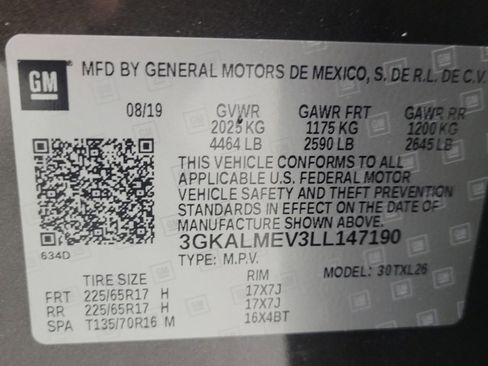 GM MFD BY GENERAL MOTORS DE MEXICO, S. DE R.L. DE C.V.
08/19 GVWR GAWR FRT GAWR RR
2025 KG 1175 KG 1200 KG
4464 LB 2590 LB 2645 LB
THIS VEHICLE CONFORMS TO ALL
APPLICABLE U.S. FEDERAL MOTOR
VEHICLE SAFETY AND THEFT PREVENTION
STANDARDS IN EFFECT ON THE DATE OF
MANUFACTURE SHOWN ABOVE.
3GKALMEV3LL147190
634D
TYPE: M.P.V. MODEL: 30TXL26
TIRE SIZE RIM
FRT 225/65R17 H 17X7J
RR 225/65R17 H 17X7J
SPA T135/70R16 M 16X4BT